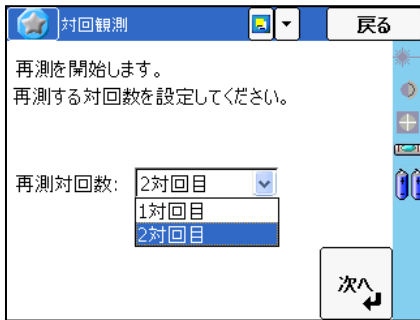 対回観測
戻る
再測を開始します。
再測する対回数を設定してください。
再測対回数: 2対回目
1対回目
2対回目
次へ